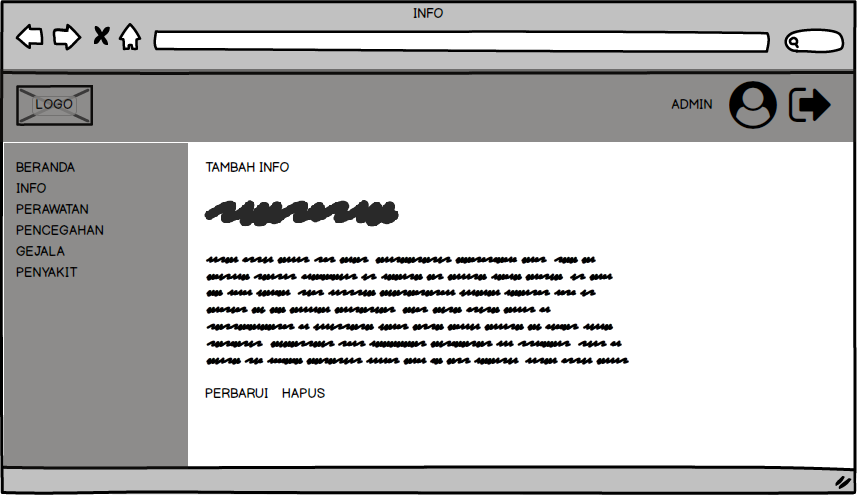 INFO
LOGO
ADMIN
BERANDA
INFO
PERAWATAN
PENCEGAHAN
GEJALA
PENYAKIT
TAMBAH INFO
PERBARUI HAPUS